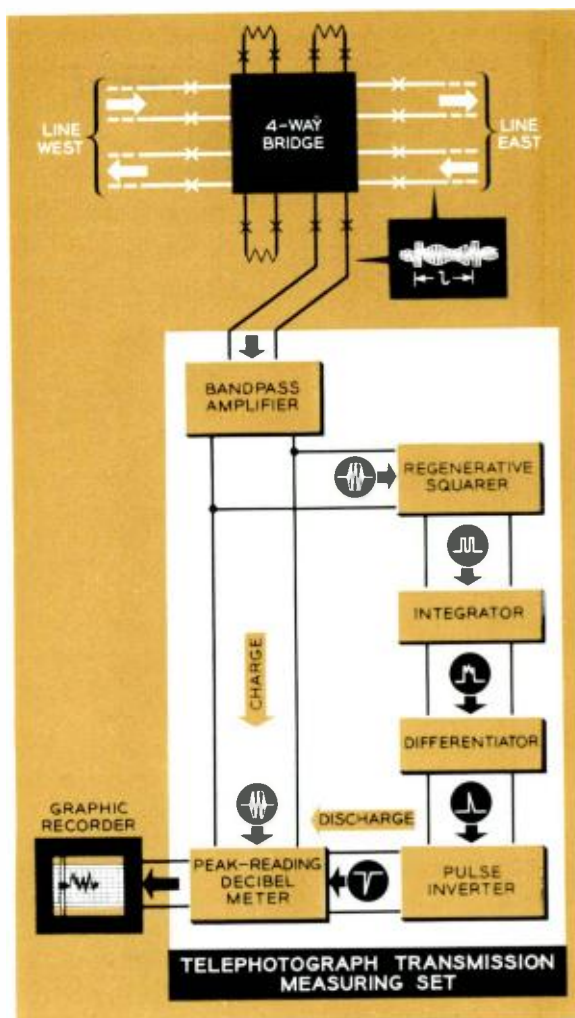 4-WAY
BRIDGE
LINE
WEST
LINE
EAST
l
BANDPASS
AMPLIFIER
REGENERATIVE
SQUARER
INTEGRATOR
CHARGE
DIFFERENTIATOR
DISCHARGE
GRAPHIC
RECORDER
PEAK-READING
DECIBEL
METER
PULSE
INVERTER
TELEPHOTOGRAPH TRANSMISSION
MEASURING SET